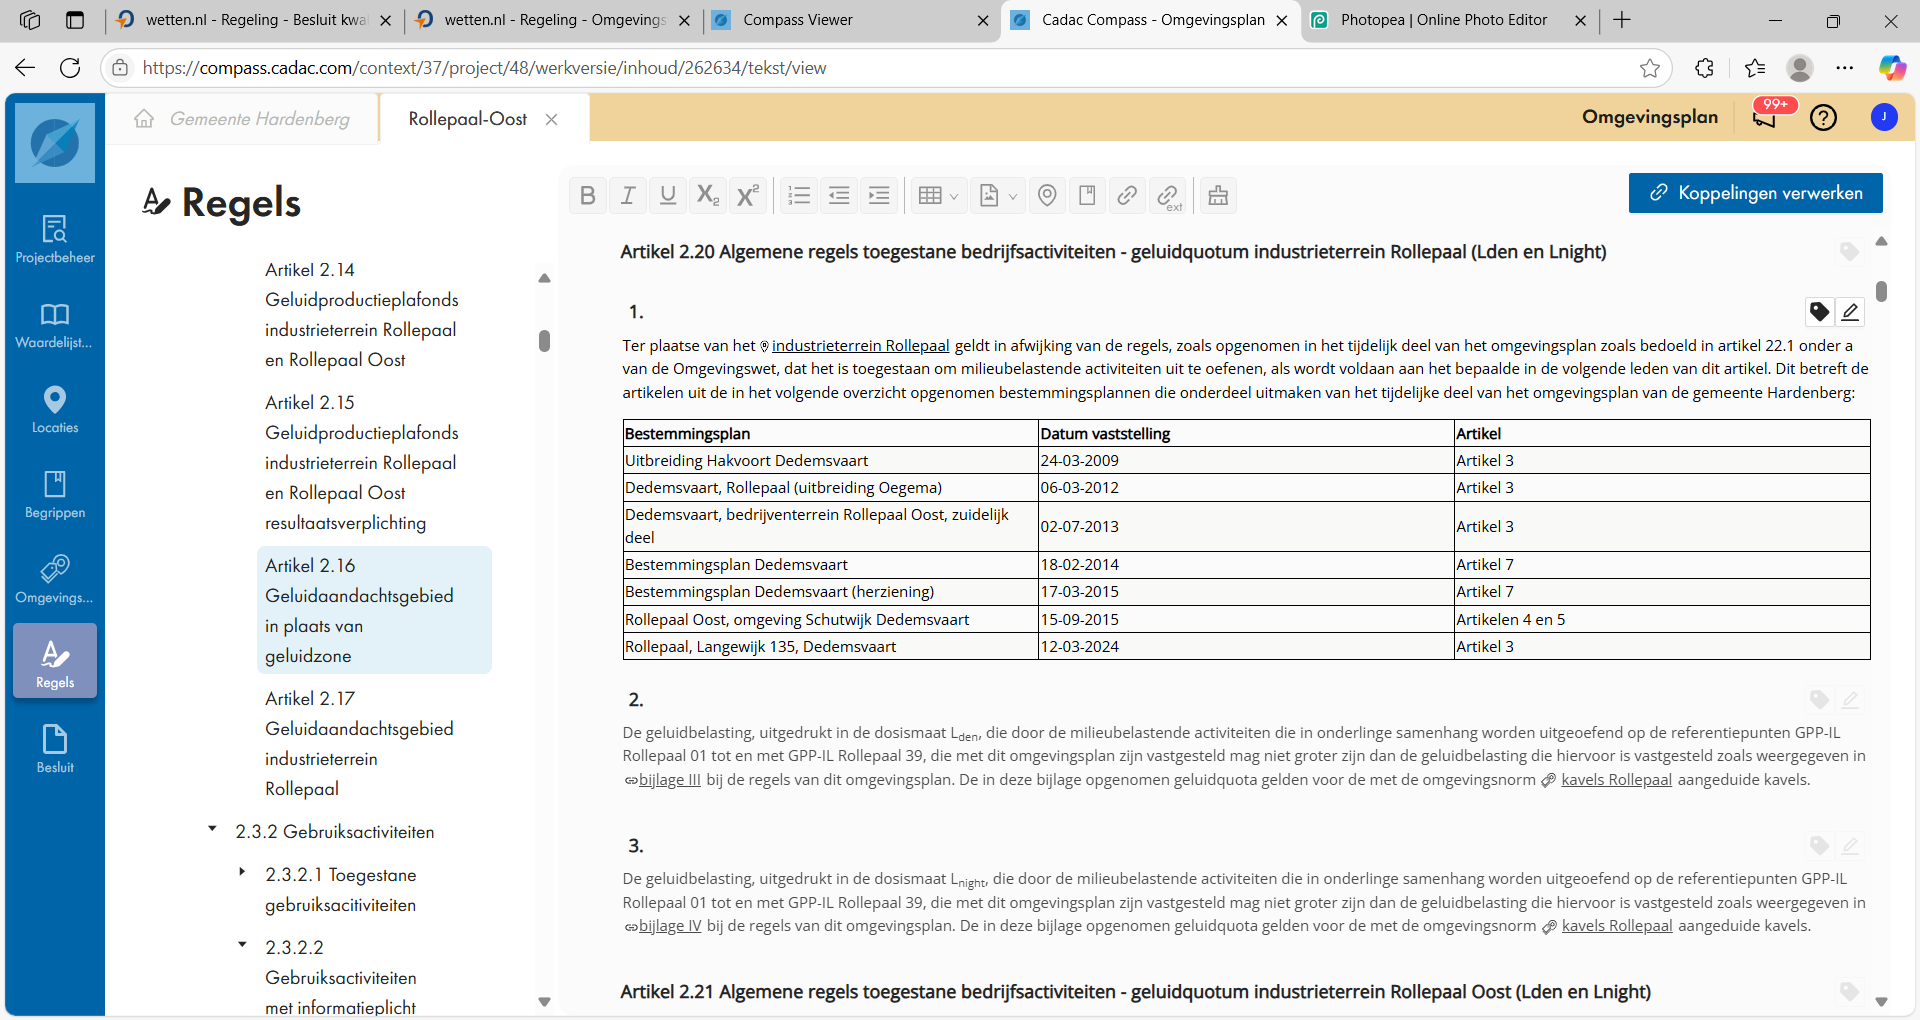 wetten.nl - Regeling - Besluit kwa
wetten.nl - Regeling - Omgevings
Compass Viewer
Cadac Compass - Omgevingsplan
Photopea | Online Photo Editor
https://compass.cadac.com/context/37/project/48/werkversie/inhoud/262634/tekst/view
Gemeente Hardenberg
Rollepaal-Oost
Omgevingsplan
99+
J
Projectbeheer
Waardelijst...
Locaties
Begrippen
Omgevings...
Regels
Besluit
Regels
Artikel 2.14
Geluidproductieplafonds
industrieterrein Rollepaal
en Rollepaal Oost
Artikel 2.15
Geluidproductieplafonds
industrieterrein Rollepaal
en Rollepaal Oost
resultaatsverplichting
Artikel 2.16
Geluidaandachtsgebied
in plaats van
geluidzone
Artikel 2.17
Geluidaandachtsgebied
industrieterrein
Rollepaal
2.3.2 Gebruiksactiviteiten
2.3.2.1 Toegestane
gebruiksacitiviteiten
2.3.2.2
Gebruiksactiviteiten
met informatieplicht
B I U X2 X2 ext
Koppelingen verwerken
Artikel 2.20 Algemene regels toegestane bedrijfsactiviteiten - geluidquotum industrieterrein Rollepaal (Lden en Lnight)
1.
Ter plaatse van het industrieterrein Rollepaal geldt in afwijking van de regels, zoals opgenomen in het tijdelijk deel van het omgevingsplan zoals bedoeld in artikel 22.1 onder a
van de Omgevingswet, dat het is toegestaan om milieubelastende activiteiten uit te oefenen, als wordt voldaan aan het bepaalde in de volgende leden van dit artikel. Dit betreft de
artikelen uit de in het volgende overzicht opgenomen bestemmingsplannen die onderdeel uitmaken van het tijdelijke deel van het omgevingsplan van de gemeente Hardenberg:
Bestemmingsplan Datum vaststelling Artikel
Uitbreiding Hakvoort Dedemsvaart 24-03-2009 Artikel 3
Dedemsvaart, Rollepaal (uitbreiding Oegema) 06-03-2012 Artikel 3
Dedemsvaart, bedrijventerrein Rollepaal Oost, zuidelijk
deel 02-07-2013 Artikel 3
Bestemmingsplan Dedemsvaart 18-02-2014 Artikel 7
Bestemmingsplan Dedemsvaart (herziening) 17-03-2015 Artikel 7
Rollepaal Oost, omgeving Schutwijk Dedemsvaart 15-09-2015 Artikelen 4 en 5
Rollepaal, Langewijk 135, Dedemsvaart 12-03-2024 Artikel 3
2.
De geluidbelasting, uitgedrukt in de dosismaat Lden, die door de milieubelastende activiteiten die in onderlinge samenhang worden uitgeoefend op de referentiepunten GPP-IL
Rollepaal 01 tot en met GPP-IL Rollepaal 39, die met dit omgevingsplan zijn vastgesteld mag niet groter zijn dan de geluidbelasting die hiervoor is vastgesteld zoals weergegeven in
bijlage III bij de regels van dit omgevingsplan. De in deze bijlage opgenomen geluidquota gelden voor de met de omgevingsnorm kavels Rollepaal aangeduide kavels.
3.
De geluidbelasting, uitgedrukt in de dosismaat Lnight, die door de milieubelastende activiteiten die in onderlinge samenhang worden uitgeoefend op de referentiepunten GPP-IL
Rollepaal 01 tot en met GPP-IL Rollepaal 39, die met dit omgevingsplan zijn vastgesteld mag niet groter zijn dan de geluidbelasting die hiervoor is vastgesteld zoals weergegeven in
bijlage IV bij de regels van dit omgevingsplan. De in deze bijlage opgenomen geluidquota gelden voor de met de omgevingsnorm kavels Rollepaal aangeduide kavels.
Artikel 2.21 Algemene regels toegestane bedrijfsactiviteiten - geluidquotum industrieterrein Rollepaal Oost (Lden en Lnight)